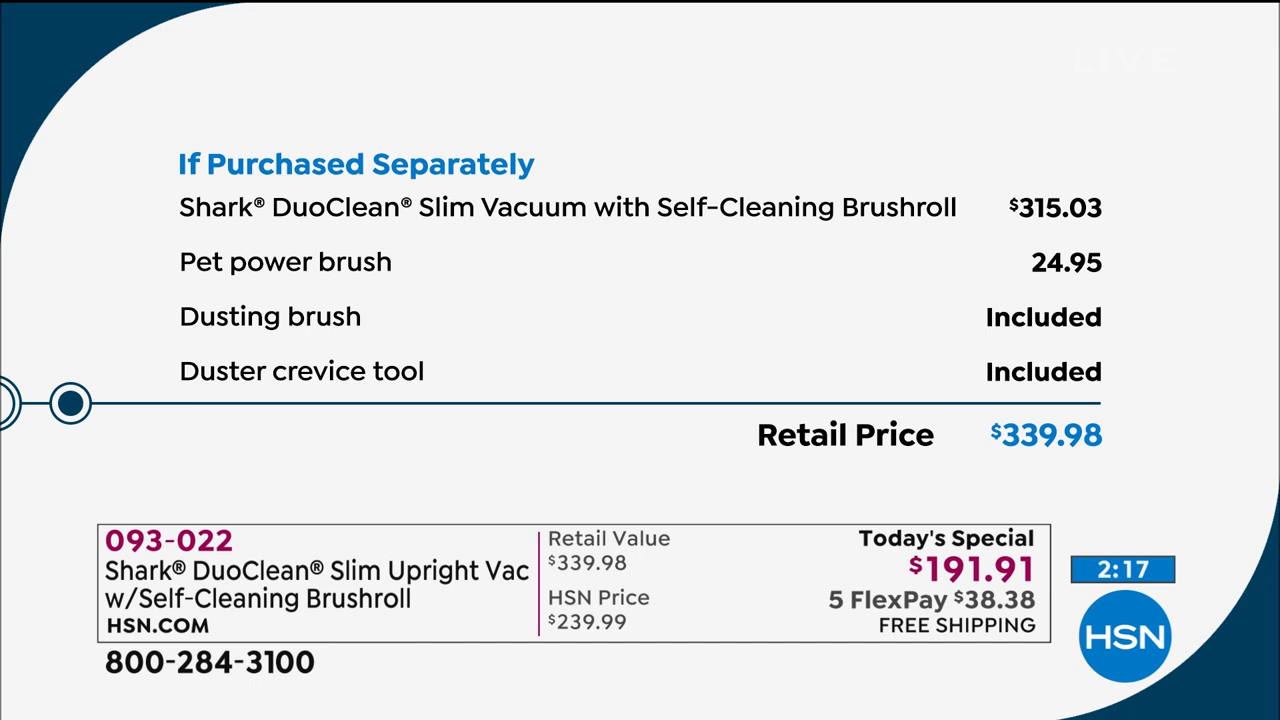 LIVE
If Purchased Separately
Shark® DuoClean® Slim Vacuum with Self-Cleaning Brushroll $315.03
Pet power brush 24.95
Dusting brush Included
Duster crevice tool Included
Retail Price $339.98
093-022
Shark® DuoClean® Slim Upright Vac
w/Self-Cleaning Brushroll
HSN.COM
Retail Value
$339.98
HSN Price
$239.99
Today's Special
$191.91
5 FlexPay $38.38
FREE SHIPPING
2:17
HSN
800-284-3100